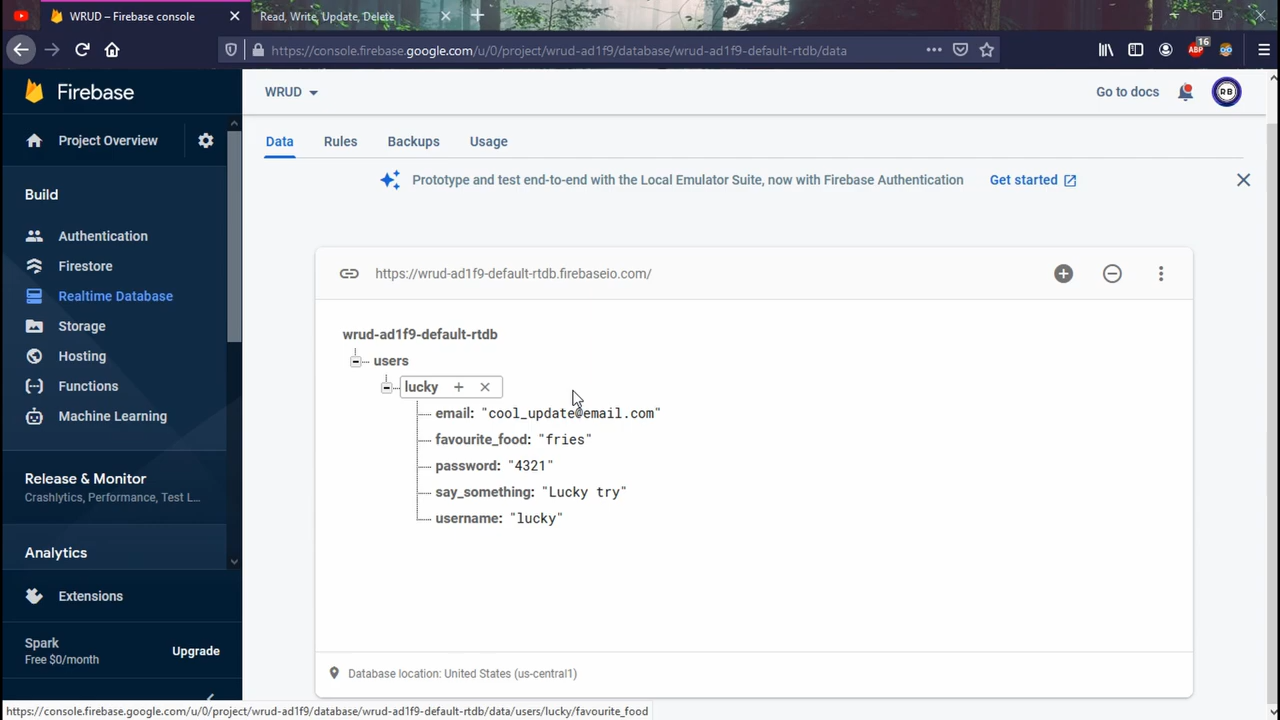 WRUD – Firebase console
Read, Write, Update, Delete
https://console.firebase.google.com/u/0/project/wrud-ad1f9/database/wrud-ad1f9-default-rtdb/data
16
ABP
Firebase
WRUD
Go to docs
RB
Project Overview
Data
Rules
Backups
Usage
Prototype and test end-to-end with the Local Emulator Suite, now with Firebase Authentication
Get started
Build
Authentication
Firestore
Realtime Database
Storage
Hosting
Functions
Machine Learning
https://wrud-ad1f9-default-rtdb.firebaseio.com/
wrud-ad1f9-default-rtdb
users
lucky
email: "cool_update@email.com"
favourite_food: "fries"
password: "4321"
say_something: "Lucky try"
username: "lucky"
Release & Monitor
Crashlytics, Performance, Test L...
Analytics
Extensions
Spark
Free $0/month
Upgrade
Database location: United States (us-central1)
https://console.firebase.google.com/u/0/project/wrud-ad1f9/database/wrud-ad1f9-default-rtdb/data/users/lucky/favourite_food